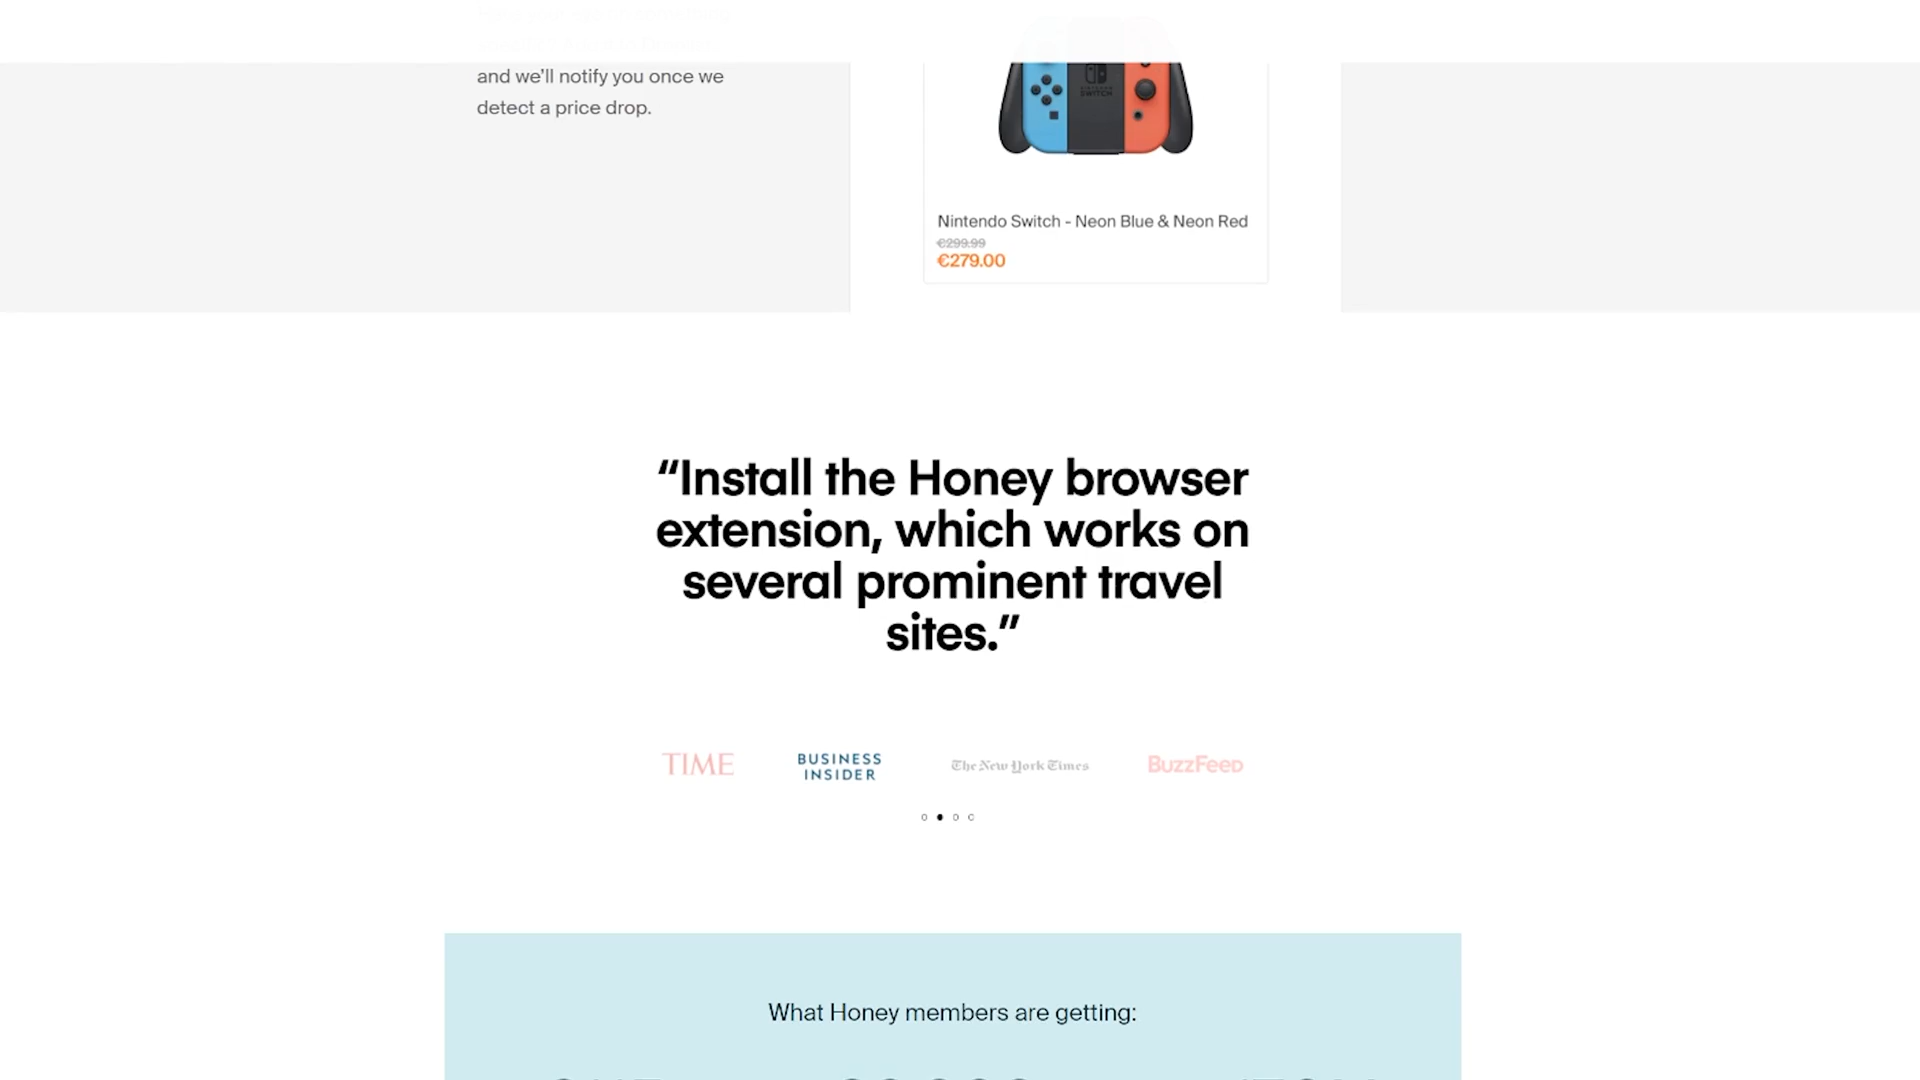 and we'll notify you once we
detect a price drop.
NINTENDO
SWITCH
Nintendo Switch - Neon Blue & Neon Red
€299.99
€279.00
“Install the Honey browser
extension, which works on
several prominent travel
sites.”
TIME
BUSINESS
INSIDER
The New York Times
BuzzFeeD
What Honey members are getting: